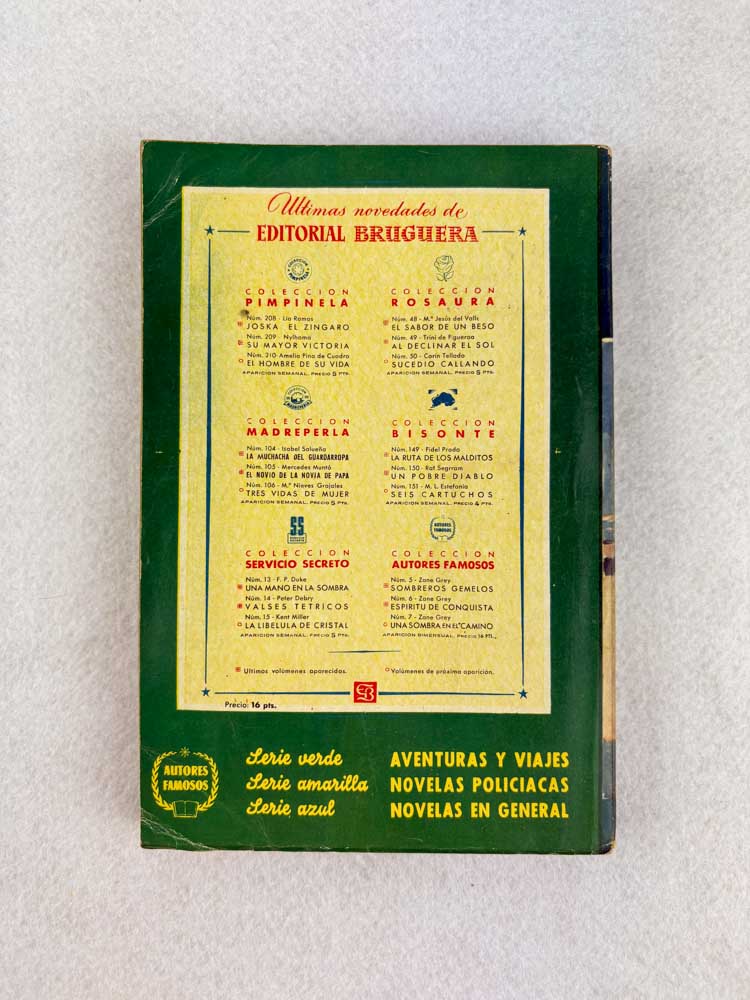 Ultimas novedades de
EDITORIAL BRUGUERA
COLECCION
PIMPINELA
Núm. 208 - Lia Ramos
JOSKA EL ZINGARO
Núm. 209 - Nylhama
SU MAYOR VICTORIA
Núm. 210 - Amelia Pina de Cuadro
EL HOMBRE DE SU VIDA
APARICION SEMANAL. PRECIO 5 PTS.
COLECCION
ROSAURA
Núm. 48 - M.ª Jesús del Valls
EL SABOR DE UN BESO
Núm. 49 - Trini de Figueroa
AL DECLINAR EL SOL
Núm. 50 - Corín Tellado
SUCEDIO CALLANDO
APARICION SEMANAL. PRECIO 5 PTS.
COLECCION
MADREPERLA
Núm. 104 - Isabel Salueña
LA MUCHACHA DEL GUARDARROPA
Núm. 105 - Mercedes Muntó
EL NOVIO DE LA NOVIA DE PAPA
Núm. 106 - M.ª Nieves Grajales
TRES VIDAS DE MUJER
APARICION SEMANAL. PRECIO 5 PTS.
COLECCION
BISONTE
Núm. 149 - Fidel Prado
LA RUTA DE LOS MALDITOS
Núm. 150 - Raf Segrram
UN POBRE DIABLO
Núm. 151 - M. L. Estefanía
SEIS CARTUCHOS
APARICION SEMANAL. PRECIO 4 PTS.
SS
SERVICIO SECRETO
COLECCION
SERVICIO SECRETO
Núm. 13 - F. P. Duke
UNA MANO EN LA SOMBRA
Núm. 14 - Peter Debry
VALSES TETRICOS
Núm. 15 - Kent Miller
LA LIBELULA DE CRISTAL
APARICION SEMANAL. PRECIO 5 PTS.
AUTORES
FAMOSOS
COLECCION
AUTORES FAMOSOS
Núm. 5 - Zane Grey
SOMBREROS GEMELOS
Núm. 6 - Zane Grey
ESPIRITU DE CONQUISTA
Núm. 7 - Zane Grey
UNA SOMBRA EN EL CAMINO
APARICION BIMENSUAL. PRECIO 16 PTS.
Ultimos volúmenes aparecidos.
Volúmenes de próxima aparición.
EB
Precio: 16 pts.
AUTORES
FAMOSOS
Serie verde AVENTURAS Y VIAJES
Serie amarilla NOVELAS POLICIACAS
Serie azul NOVELAS EN GENERAL